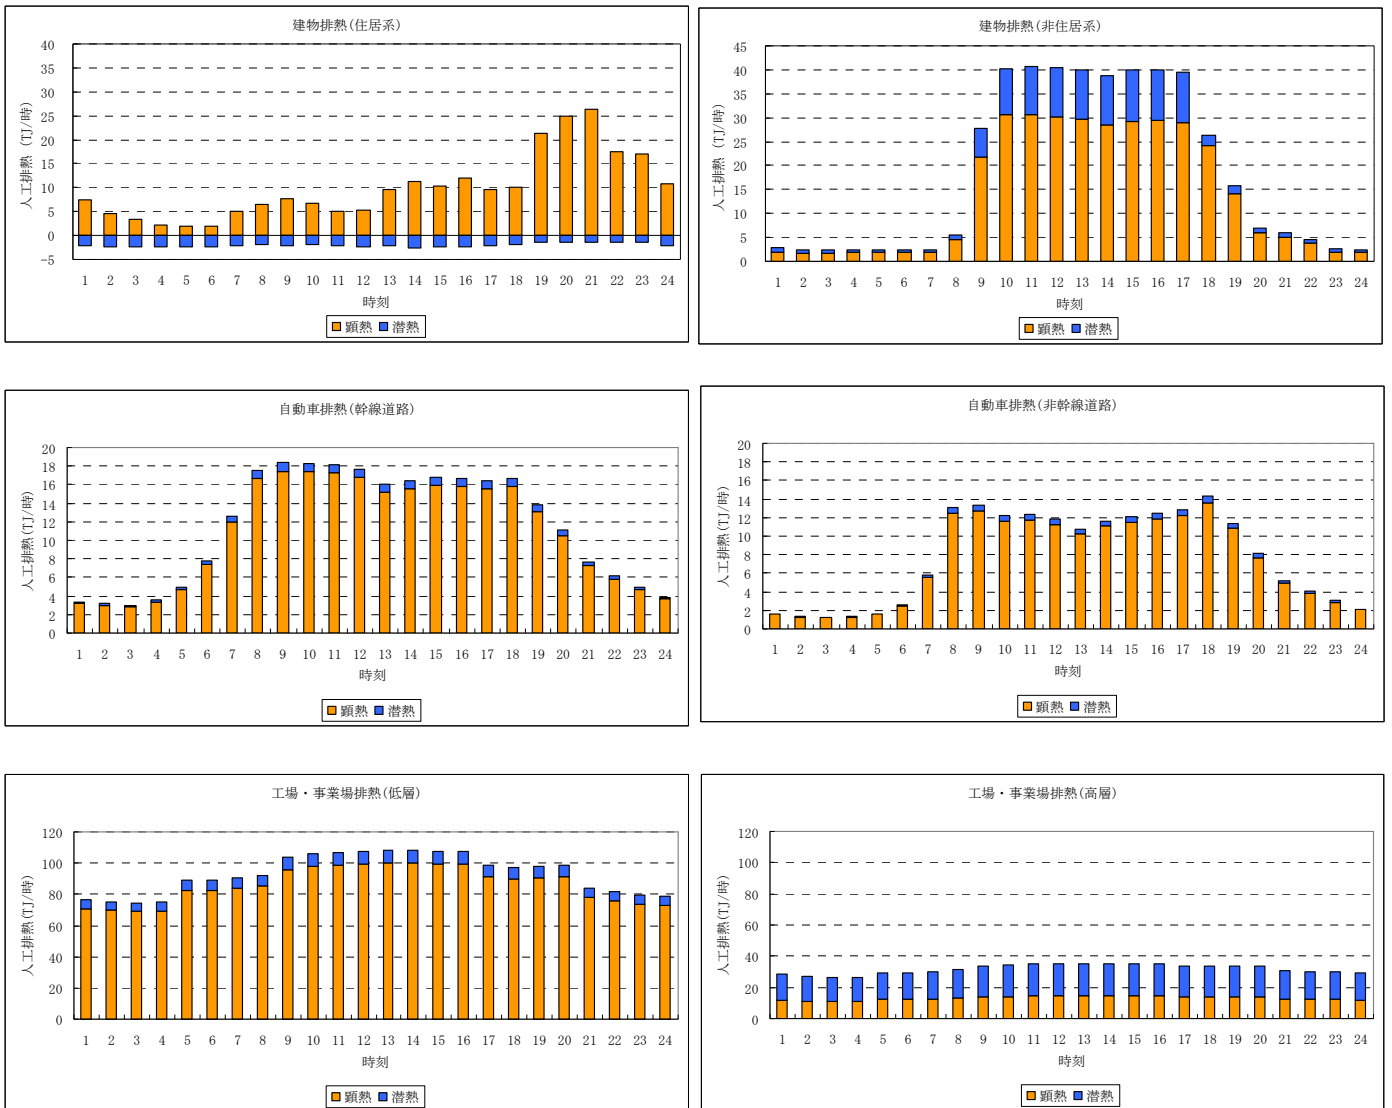 建物排熱(住居系)
人工排熱 (TJ/時)
40
35
30
25
20
15
10
5
0
-5
1 2 3 4 5 6 7 8 9 10 11 12 13 14 15 16 17 18 19 20 21 22 23 24
時刻
顕熱 潜熱
建物排熱(非住居系)
人工排熱 (TJ/時)
45
40
35
30
25
20
15
10
5
0
1 2 3 4 5 6 7 8 9 10 11 12 13 14 15 16 17 18 19 20 21 22 23 24
時刻
顕熱 潜熱
自動車排熱(幹線道路)
人工排熱(TJ/時)
20
18
16
14
12
10
8
6
4
2
0
1 2 3 4 5 6 7 8 9 10 11 12 13 14 15 16 17 18 19 20 21 22 23 24
時刻
顕熱 潜熱
自動車排熱(非幹線道路)
人工排熱(TJ/時)
20
18
16
14
12
10
8
6
4
2
0
1 2 3 4 5 6 7 8 9 10 11 12 13 14 15 16 17 18 19 20 21 22 23 24
時刻
顕熱 潜熱
工場・事業場排熱(低層)
人工排熱(TJ/時)
120
100
80
60
40
20
0
1 2 3 4 5 6 7 8 9 10 11 12 13 14 15 16 17 18 19 20 21 22 23 24
時刻
顕熱 潜熱
工場・事業場排熱(高層)
人工排熱(TJ/時)
120
100
80
60
40
20
0
1 2 3 4 5 6 7 8 9 10 11 12 13 14 15 16 17 18 19 20 21 22 23 24
時刻
顕熱 潜熱